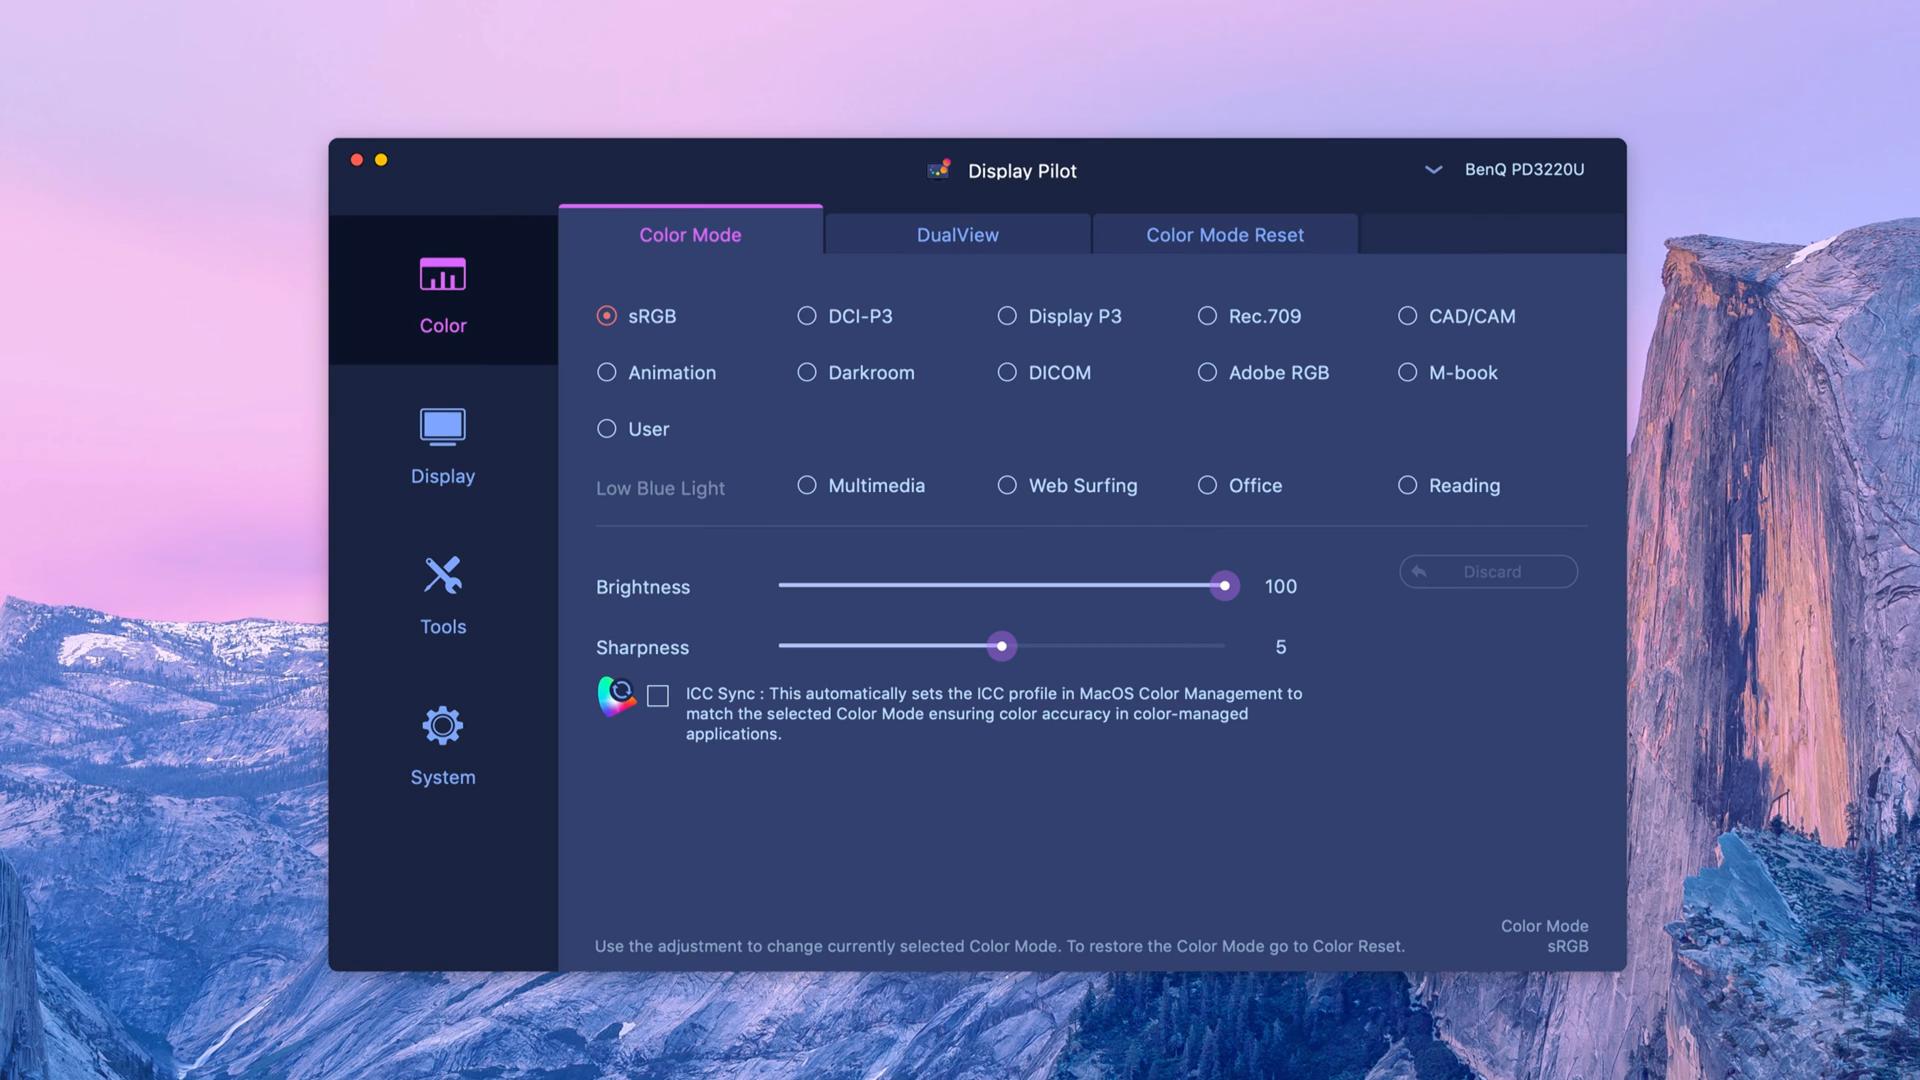 Display Pilot
BenQ PD3220U
Color Mode
DualView
Color Mode Reset
Color
Display
Tools
System
sRGB
DCI-P3
Display P3
Rec.709
CAD/CAM
Animation
Darkroom
DICOM
Adobe RGB
M-book
User
Low Blue Light
Multimedia
Web Surfing
Office
Reading
Brightness
100
Discard
Sharpness
5
ICC Sync : This automatically sets the ICC profile in MacOS Color Management to
match the selected Color Mode ensuring color accuracy in color-managed
applications.
Use the adjustment to change currently selected Color Mode. To restore the Color Mode go to Color Reset.
Color Mode
sRGB